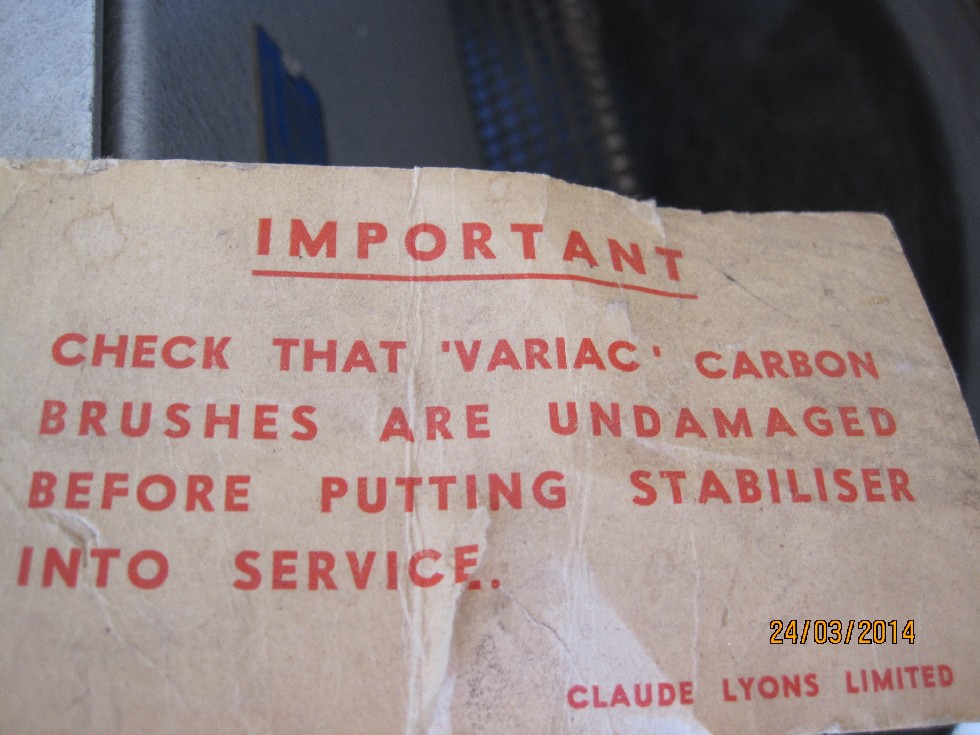 IMPORTANT
CHECK THAT 'VARIAC' CARBON
BRUSHES ARE UNDAMAGED
BEFORE PUTTING STABILISER
INTO SERVICE.
24/03/2014
CLAUDE LYONS LIMITED